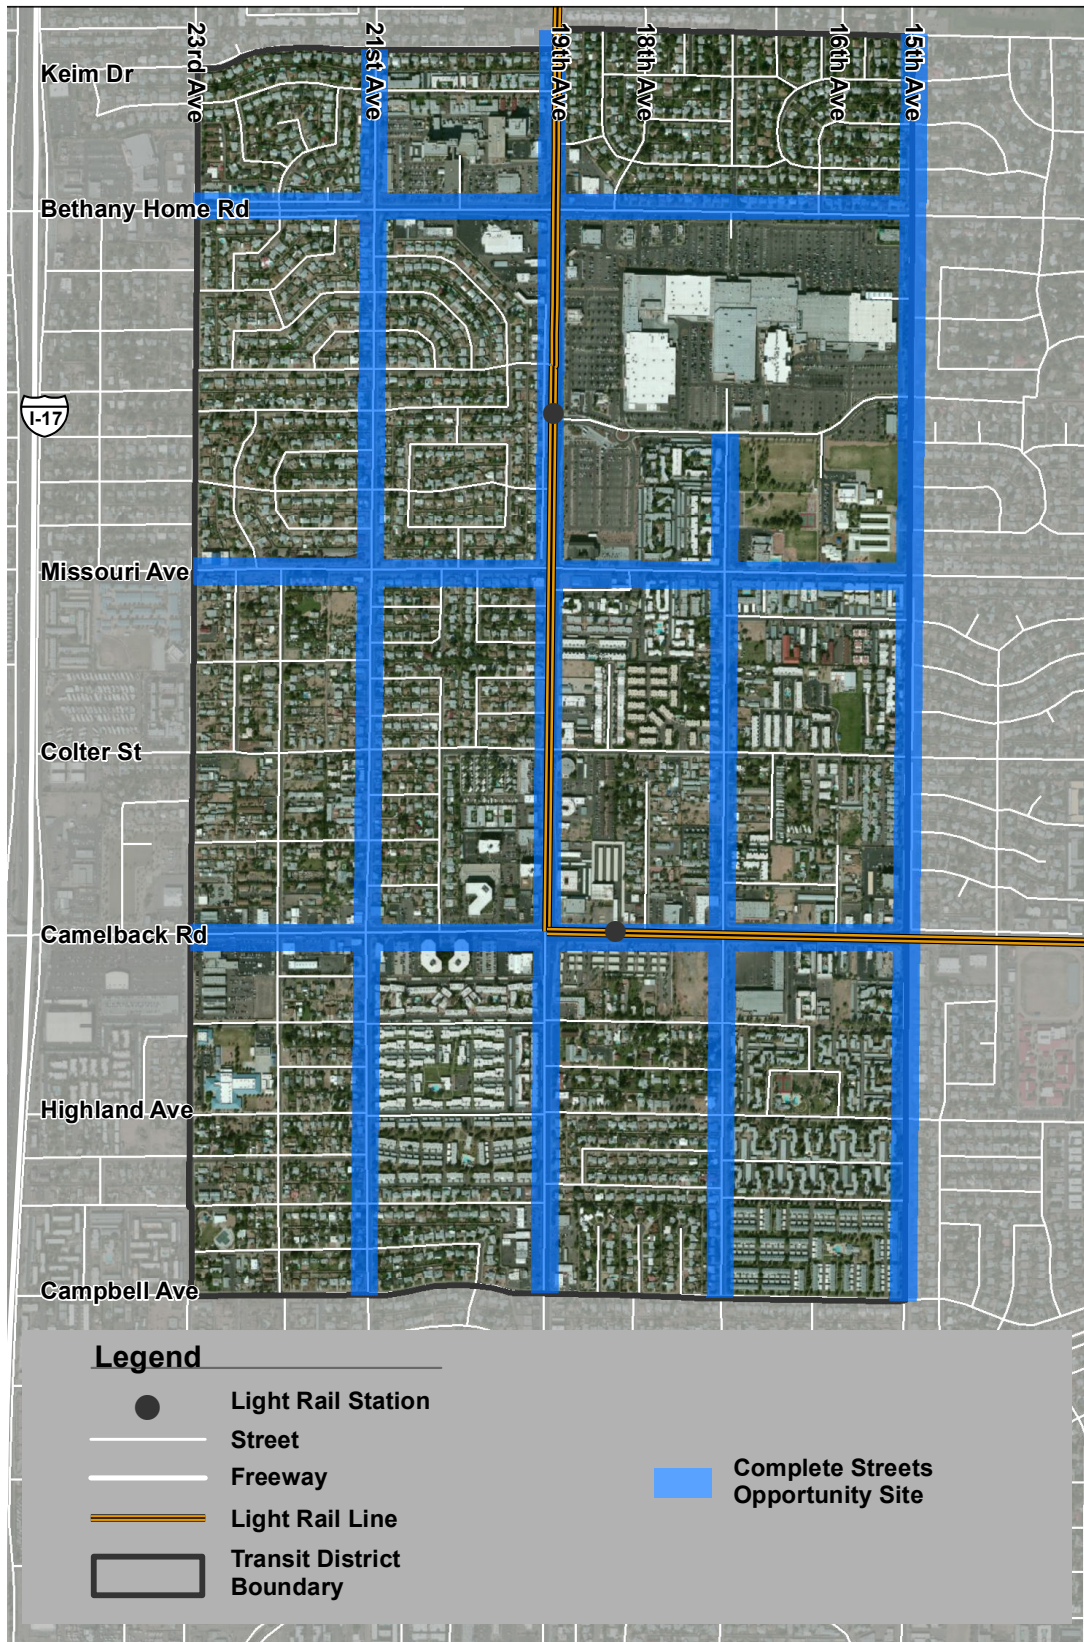 23rd Ave
21st Ave
19th Ave
18th Ave
16th Ave
15th Ave
Keim Dr
Bethany Home Rd
I-17
Missouri Ave
Colter St
Camelback Rd
Highland Ave
Campbell Ave
Legend
Light Rail Station
Street
Freeway
Light Rail Line
Transit District
Boundary
Complete Streets
Opportunity Site